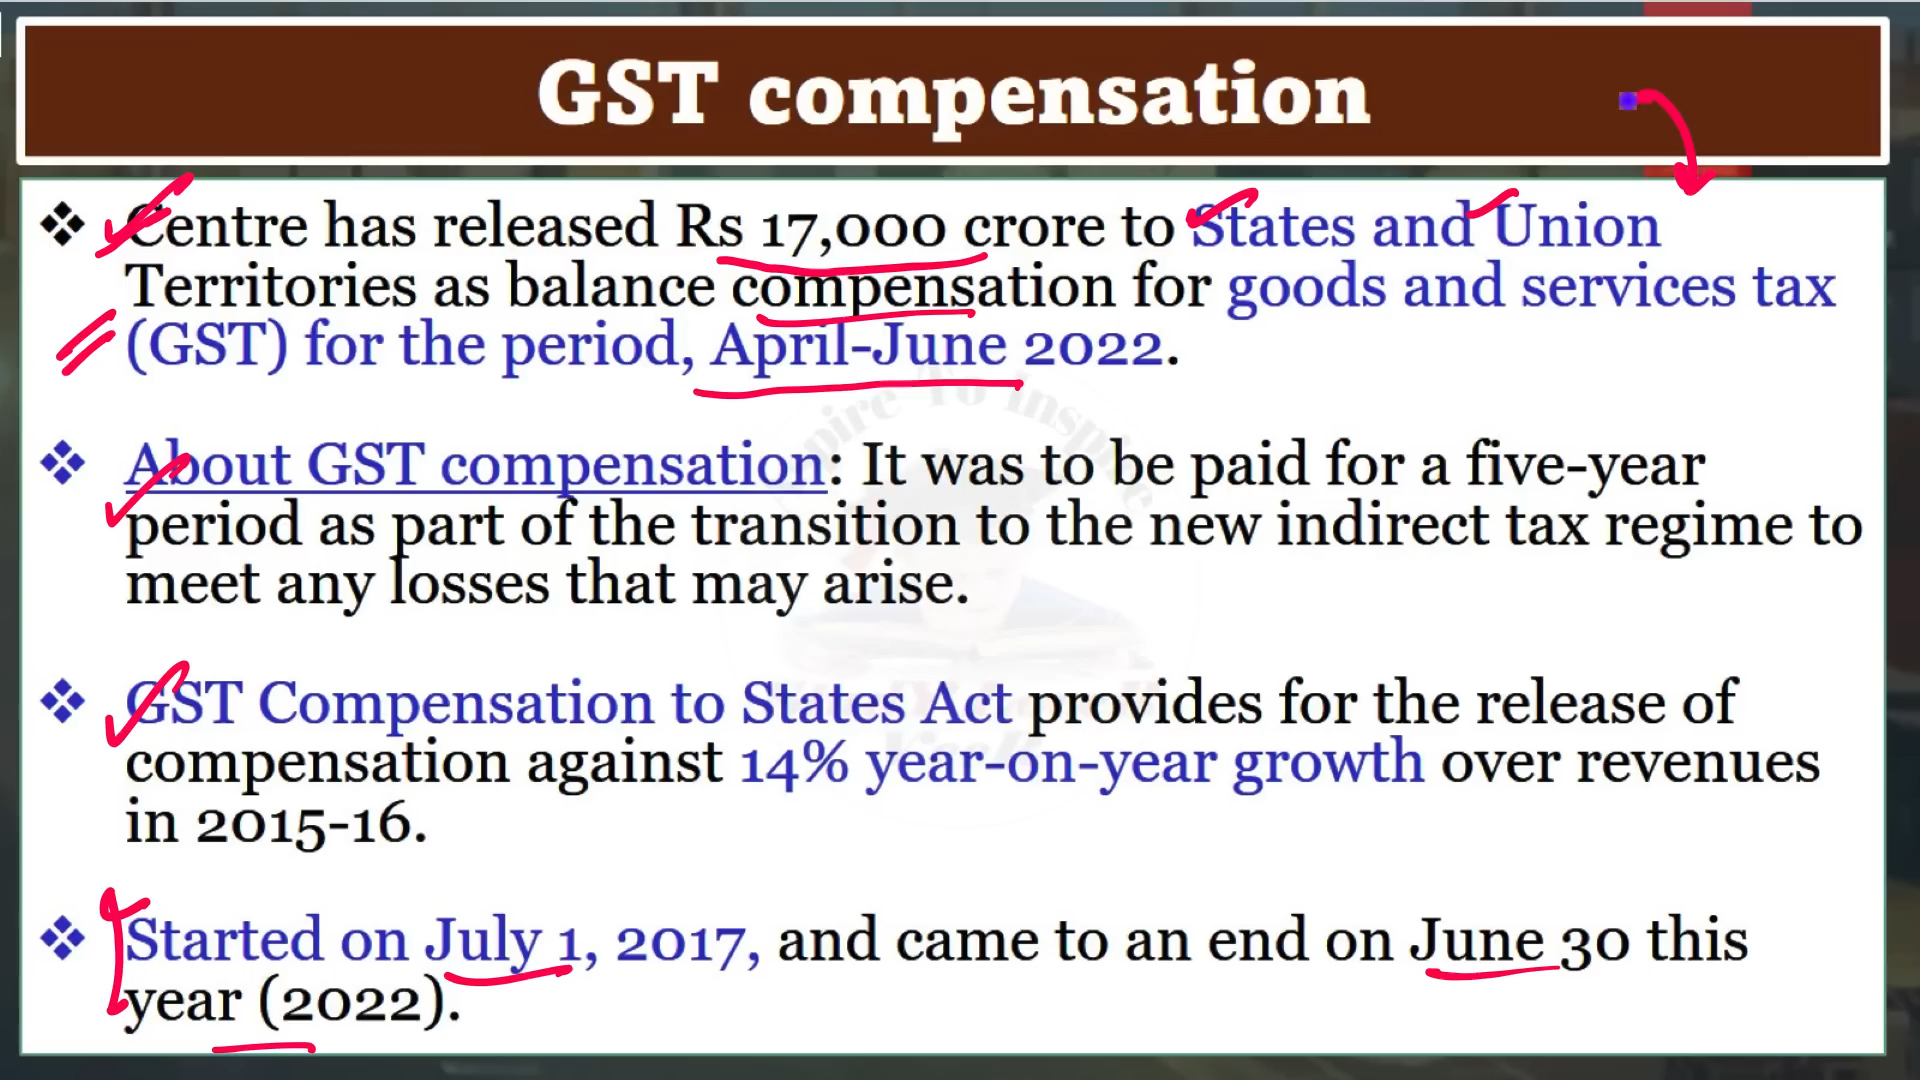 GST compensation
❖ Centre has released Rs 17,000 crore to States and Union
Territories as balance compensation for goods and services tax
(GST) for the period, April-June 2022.
❖ About GST compensation: It was to be paid for a five-year
period as part of the transition to the new indirect tax regime to
meet any losses that may arise.
❖ GST Compensation to States Act provides for the release of
compensation against 14% year-on-year growth over revenues
in 2015-16.
❖ Started on July 1, 2017, and came to an end on June 30 this
year (2022).